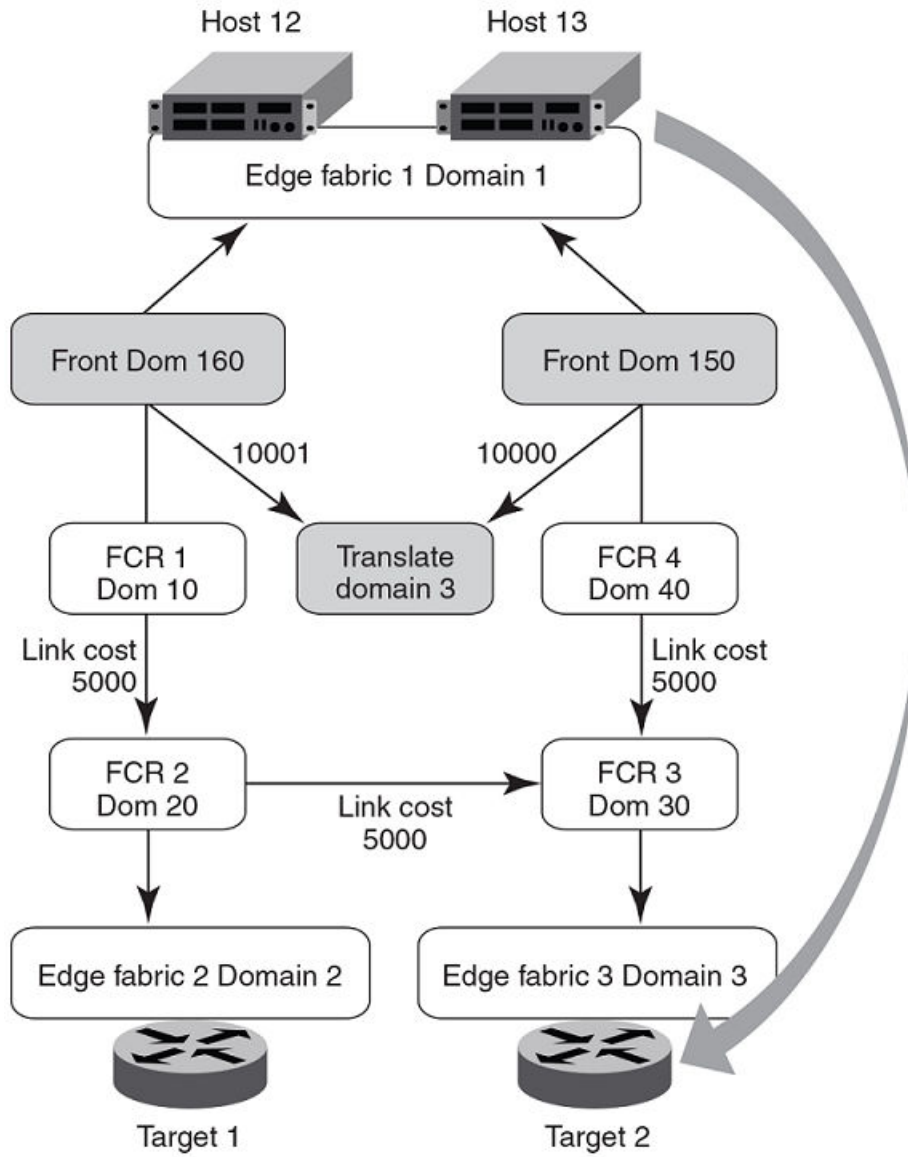 Host 12
Host 13
Edge fabric 1 Domain 1
Front Dom 160
Front Dom 150
10001
10000
FCR 1
Dom 10
Translate
domain 3
FCR 4
Dom 40
Link cost
5000
Link cost
5000
FCR 2
Dom 20
Link cost
5000
FCR 3
Dom 30
Edge fabric 2 Domain 2
Edge fabric 3 Domain 3
Target 1
Target 2